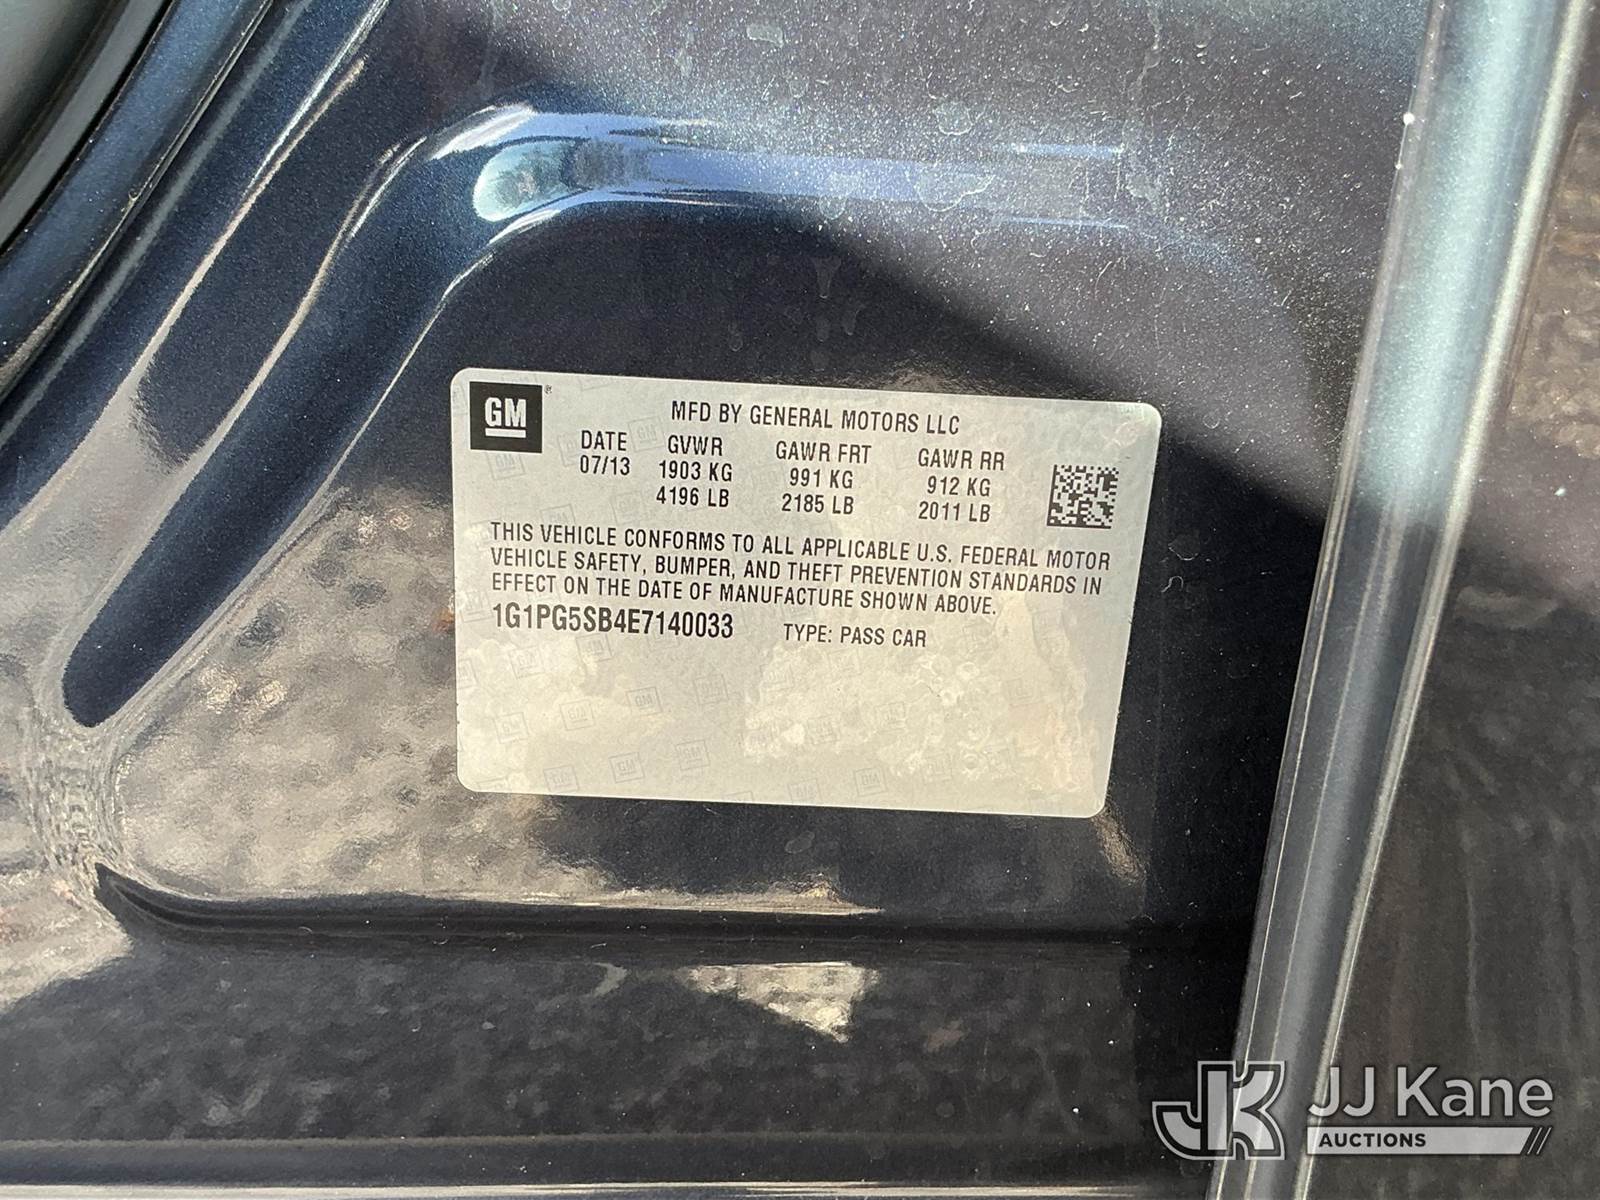 GM
MFD BY GENERAL MOTORS LLC
DATE GVWR GAWR FRT GAWR RR
07/13 1903 KG 991 KG 912 KG
4196 LB 2185 LB 2011 LB
THIS VEHICLE CONFORMS TO ALL APPLICABLE U.S. FEDERAL MOTOR
VEHICLE SAFETY, BUMPER, AND THEFT PREVENTION STANDARDS IN
EFFECT ON THE DATE OF MANUFACTURE SHOWN ABOVE.
1G1PG5SB4E7140033 TYPE: PASS CAR
JK JJ Kane
AUCTIONS